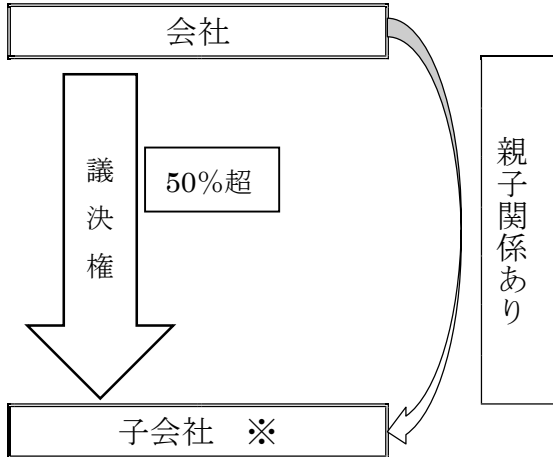 会社
議決権
50%超
親子関係あり
子会社 ※